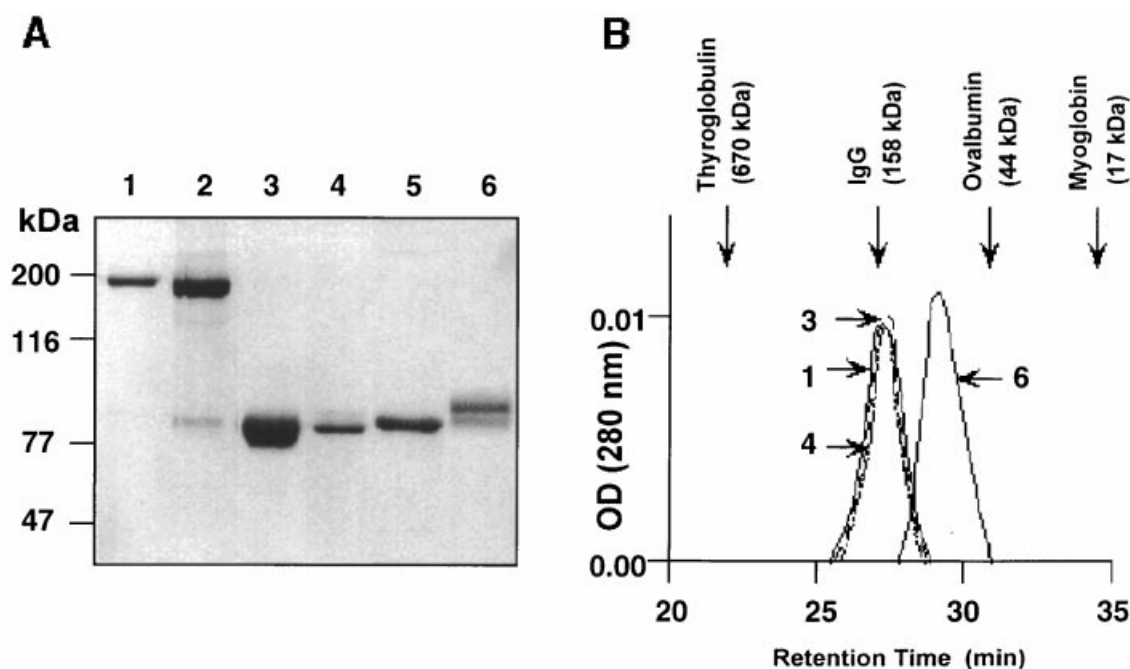 A
1 2 3 4 5 6
kDa
200
116
77
47
B
Thyroglobulin
(670 kDa)
IgG
(158 kDa)
Ovalbumin
(44 kDa)
Myoglobin
(17 kDa)
OD (280 nm)
0.01
0.00
3
1
4
6
20 25 30 35
Retention Time (min)